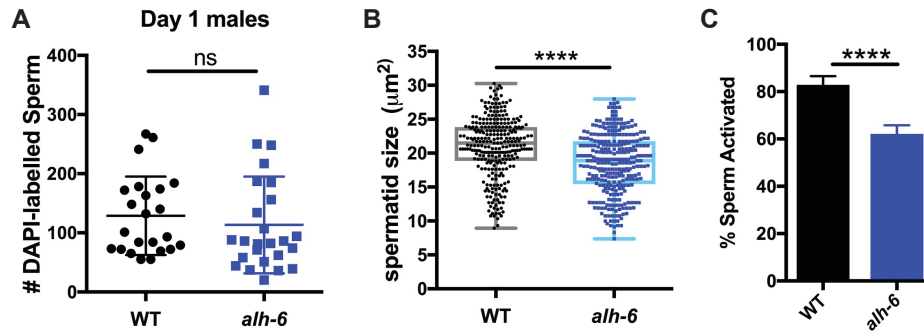 A
Day 1 males
# DAPI-labelled Sperm
400
300
200
100
0
ns
WT
alh-6
B
spermatid size (μm²)
35
30
25
20
15
10
5
0
****
WT
alh-6
C
% Sperm Activated
100
80
60
40
20
0
****
WT
alh-6